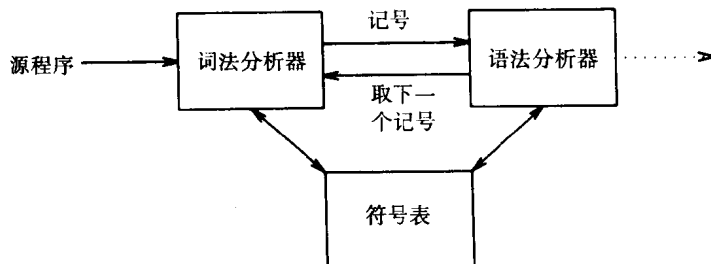 记号
源程序
词法分析器
语法分析器
取下一
个记号
符号表